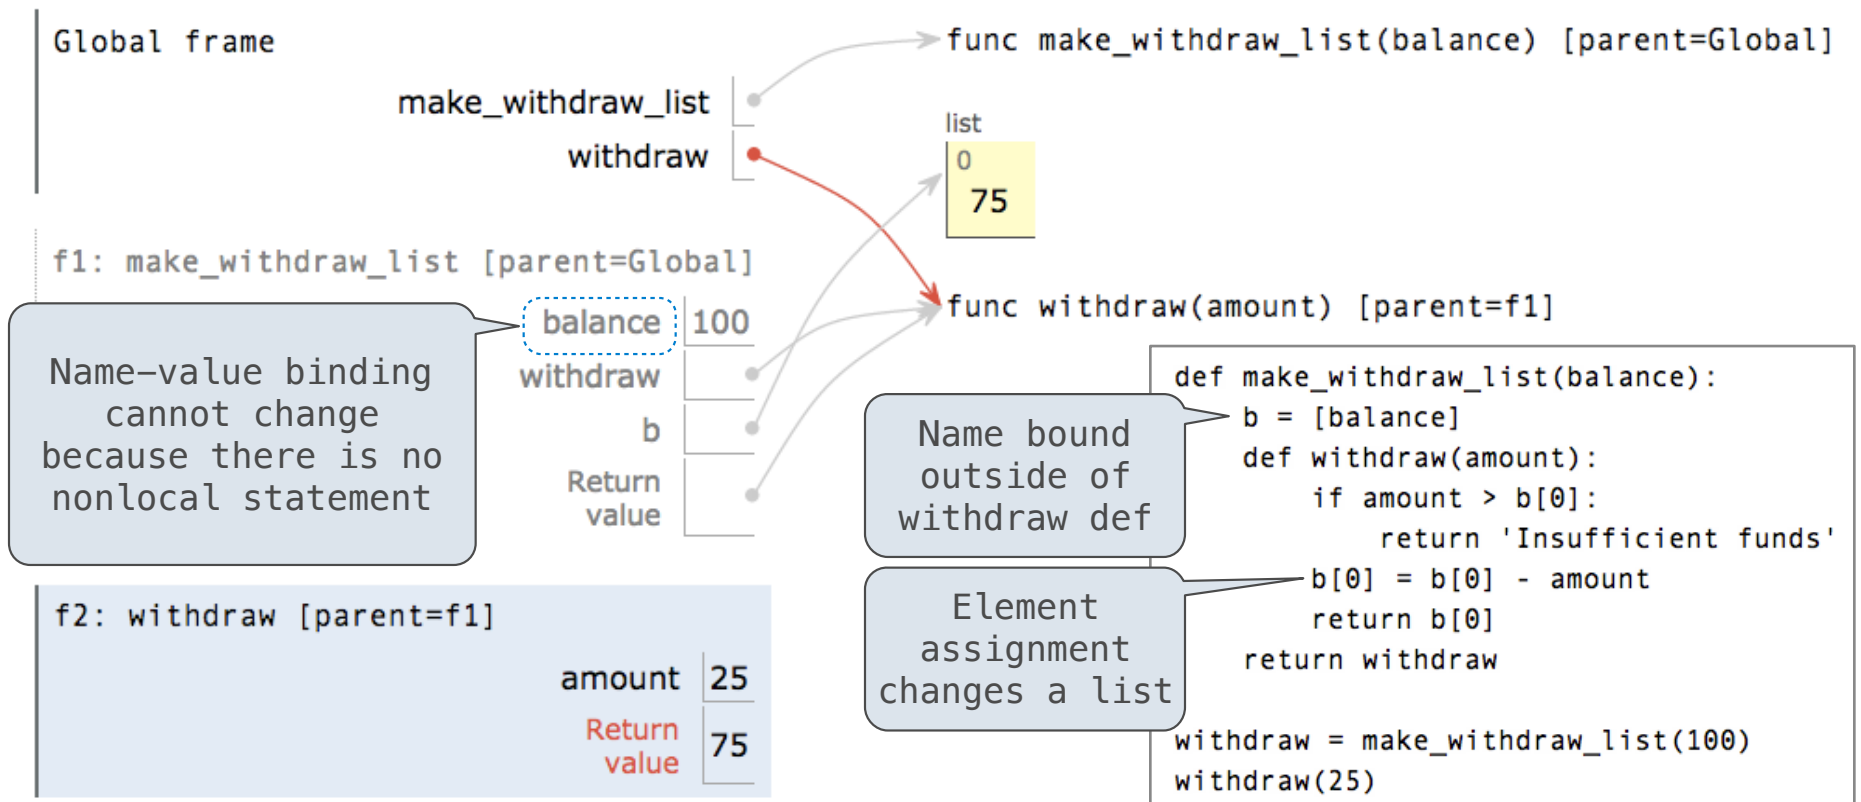 Global frame
make_withdraw_list
withdraw
func make_withdraw_list(balance) [parent=Global]
list
0
75
f1: make_withdraw_list [parent=Global]
balance 100
withdraw
b
Return
value
func withdraw(amount) [parent=f1]
Name-value binding
cannot change
because there is no
nonlocal statement
f2: withdraw [parent=f1]
amount 25
Return
value 75
Name bound
outside of
withdraw def
Element
assignment
changes a list
def make_withdraw_list(balance):
    b = [balance]
    def withdraw(amount):
        if amount > b[0]:
            return 'Insufficient funds'
        b[0] = b[0] - amount
        return b[0]
    return withdraw
withdraw = make_withdraw_list(100)
withdraw(25)